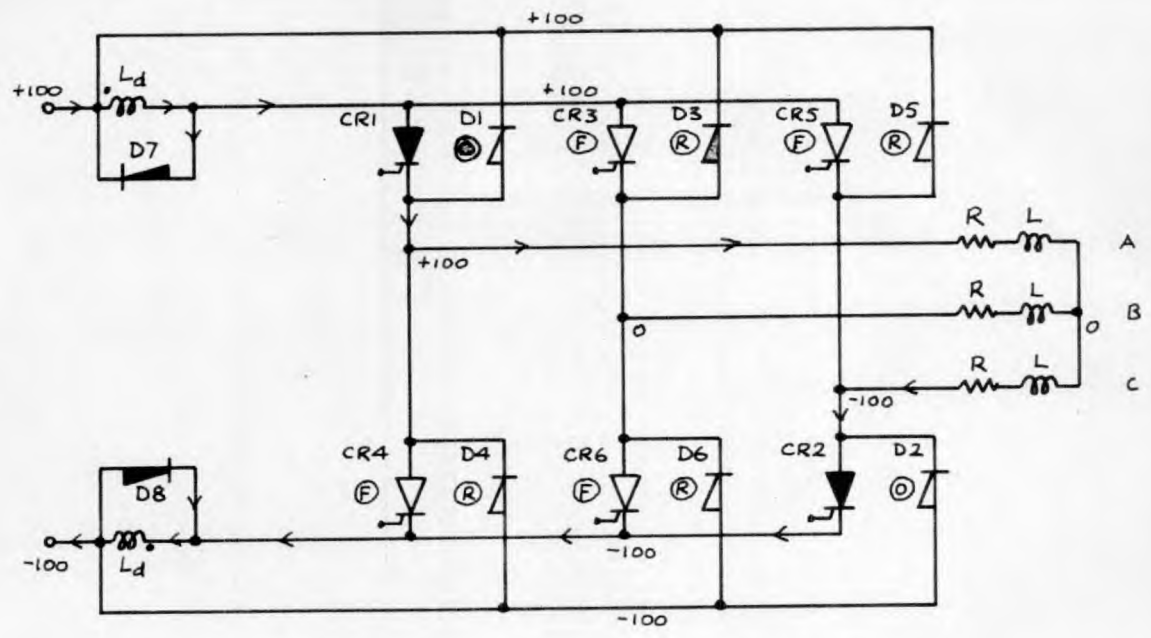 +100
+100 Ld +100
CR1 D1 CR3 D3 CR5 D5
D7 F R F R
R L A
+100
R L B
0 0
R L C
-100
CR4 D4 CR6 D6 CR2 D2
D8 F R F R O
-100
-100 Ld
-100